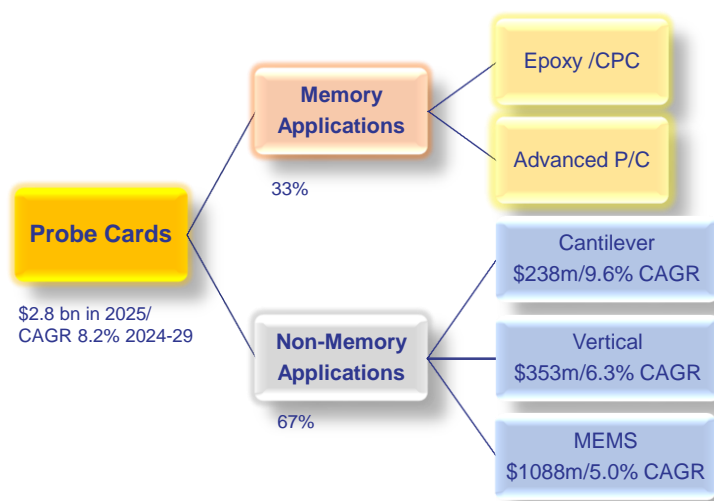 Probe Cards
$2.8 bn in 2025/
CAGR 8.2% 2024-29
Memory
Applications
33%
Epoxy /CPC
Advanced P/C
Non-Memory
Applications
67%
Cantilever
$238m/9.6% CAGR
Vertical
$353m/6.3% CAGR
MEMS
$1088m/5.0% CAGR